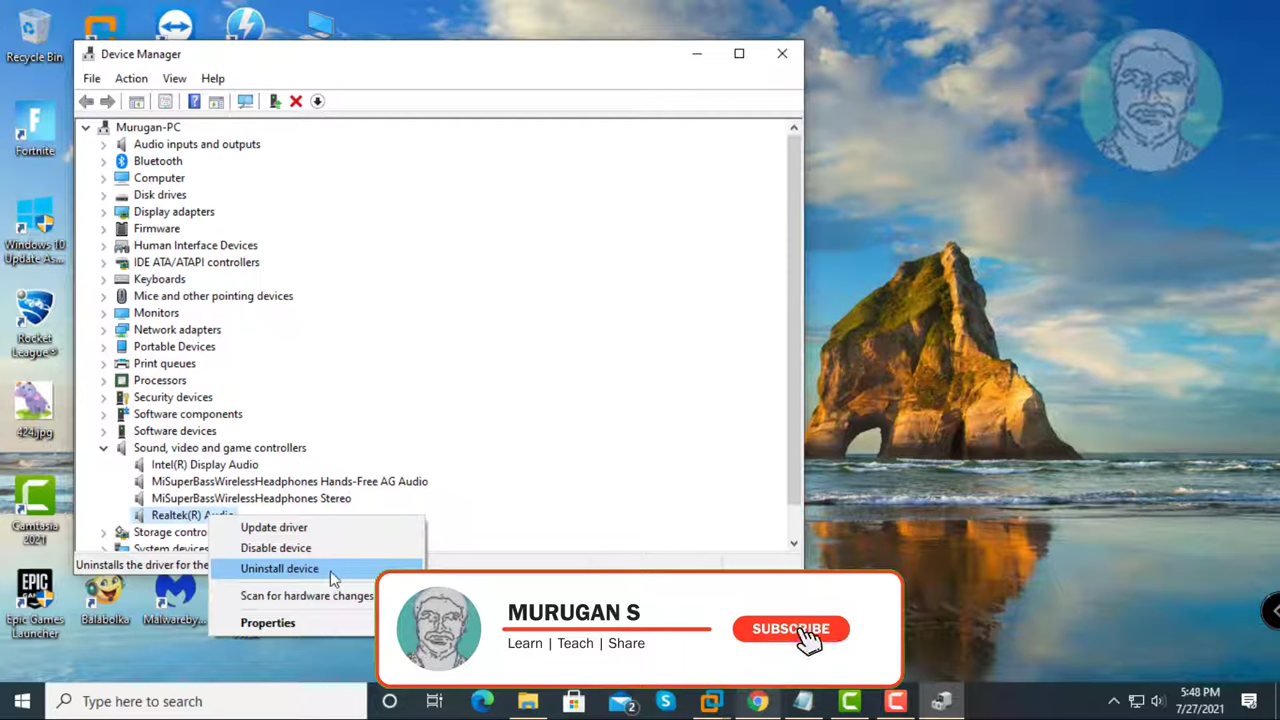 Recycle Bin
Fortnite
Windows 10
Update As...
Rocket
League®
424.jpg
Camtasia
2021
Epic Games
Launcher
Balabolka
Malwareby...
EPIC
GAMES
Device Manager
File Action View Help
Murugan-PC
Audio inputs and outputs
Bluetooth
Computer
Disk drives
Display adapters
Firmware
Human Interface Devices
IDE ATA/ATAPI controllers
Keyboards
Mice and other pointing devices
Monitors
Network adapters
Portable Devices
Print queues
Processors
Security devices
Software components
Software devices
Sound, video and game controllers
Intel(R) Display Audio
MiSuperBassWirelessHeadphones Hands-Free AG Audio
MiSuperBassWirelessHeadphones Stereo
Realtek(R) Audio
Storage contro
System devices
Uninstalls the driver for the
Update driver
Disable device
Uninstall device
Scan for hardware changes
Properties
MURUGAN S
Learn | Teach | Share
SUBSCRIBE
Type here to search
2
5:48 PM
7/27/2021